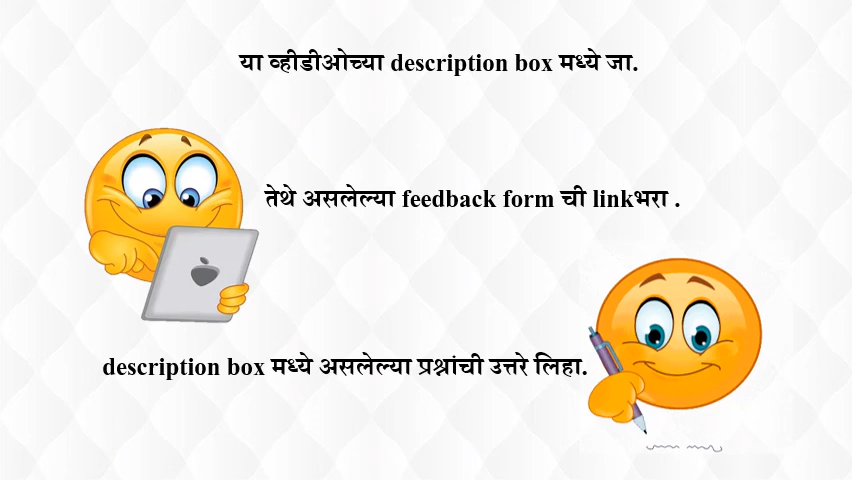 या व्हीडीओच्या description box मध्ये जा.
तेथे असलेल्या feedback form ची linkभरा .
description box मध्ये असलेल्या प्रश्नांची उत्तरे लिहा.